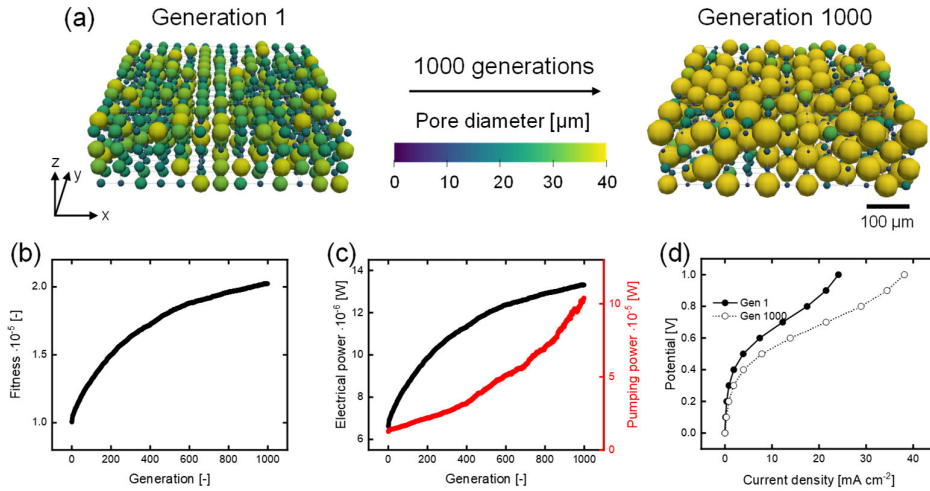 (a)
Generation 1
Generation 1000
1000 generations
Pore diameter [µm]
0 10 20 30 40
z
y
x
100 µm
(b)
Fitness ·10⁻⁵ [-]
2.0
1.5
1.0
0 200 400 600 800 1000
Generation [-]
(c)
Electrical power ·10⁻⁶ [W]
14
12
10
8
6
Pumping power ·10⁻⁵ [W]
10
5
0
0 200 400 600 800 1000
Generation [-]
(d)
Potential [V]
1.0
0.8
0.6
0.4
0.2
0.0
Gen 1
Gen 1000
0 10 20 30 40
Current density [mA cm⁻²]